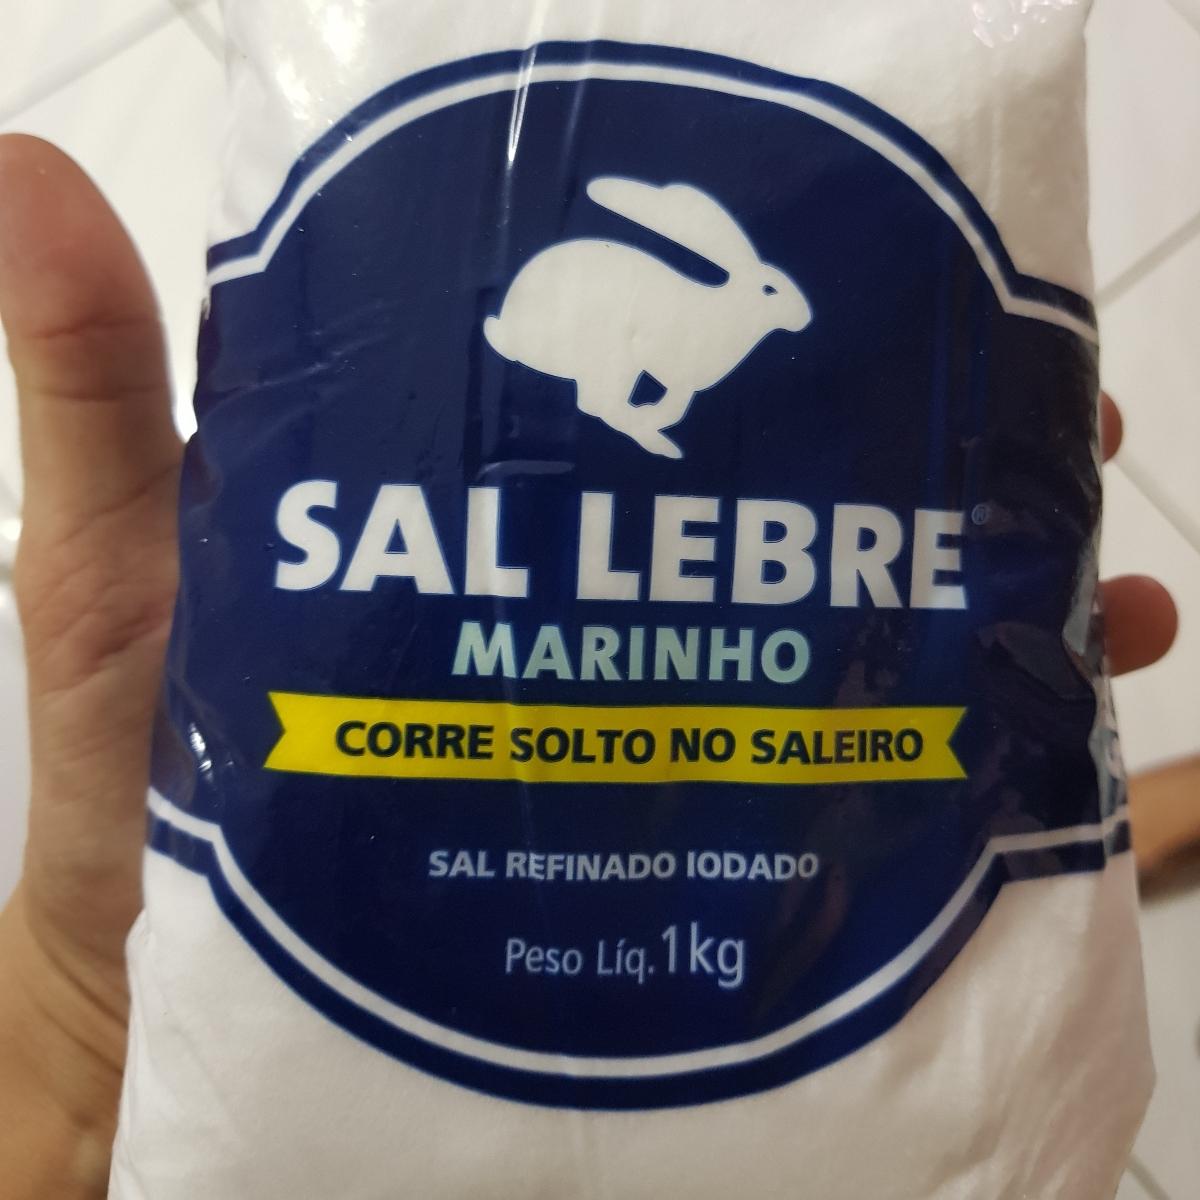 SAL LEBRE®
MARINHO
CORRE SOLTO NO SALEIRO
SAL REFINADO IODADO
Peso Líq. 1kg